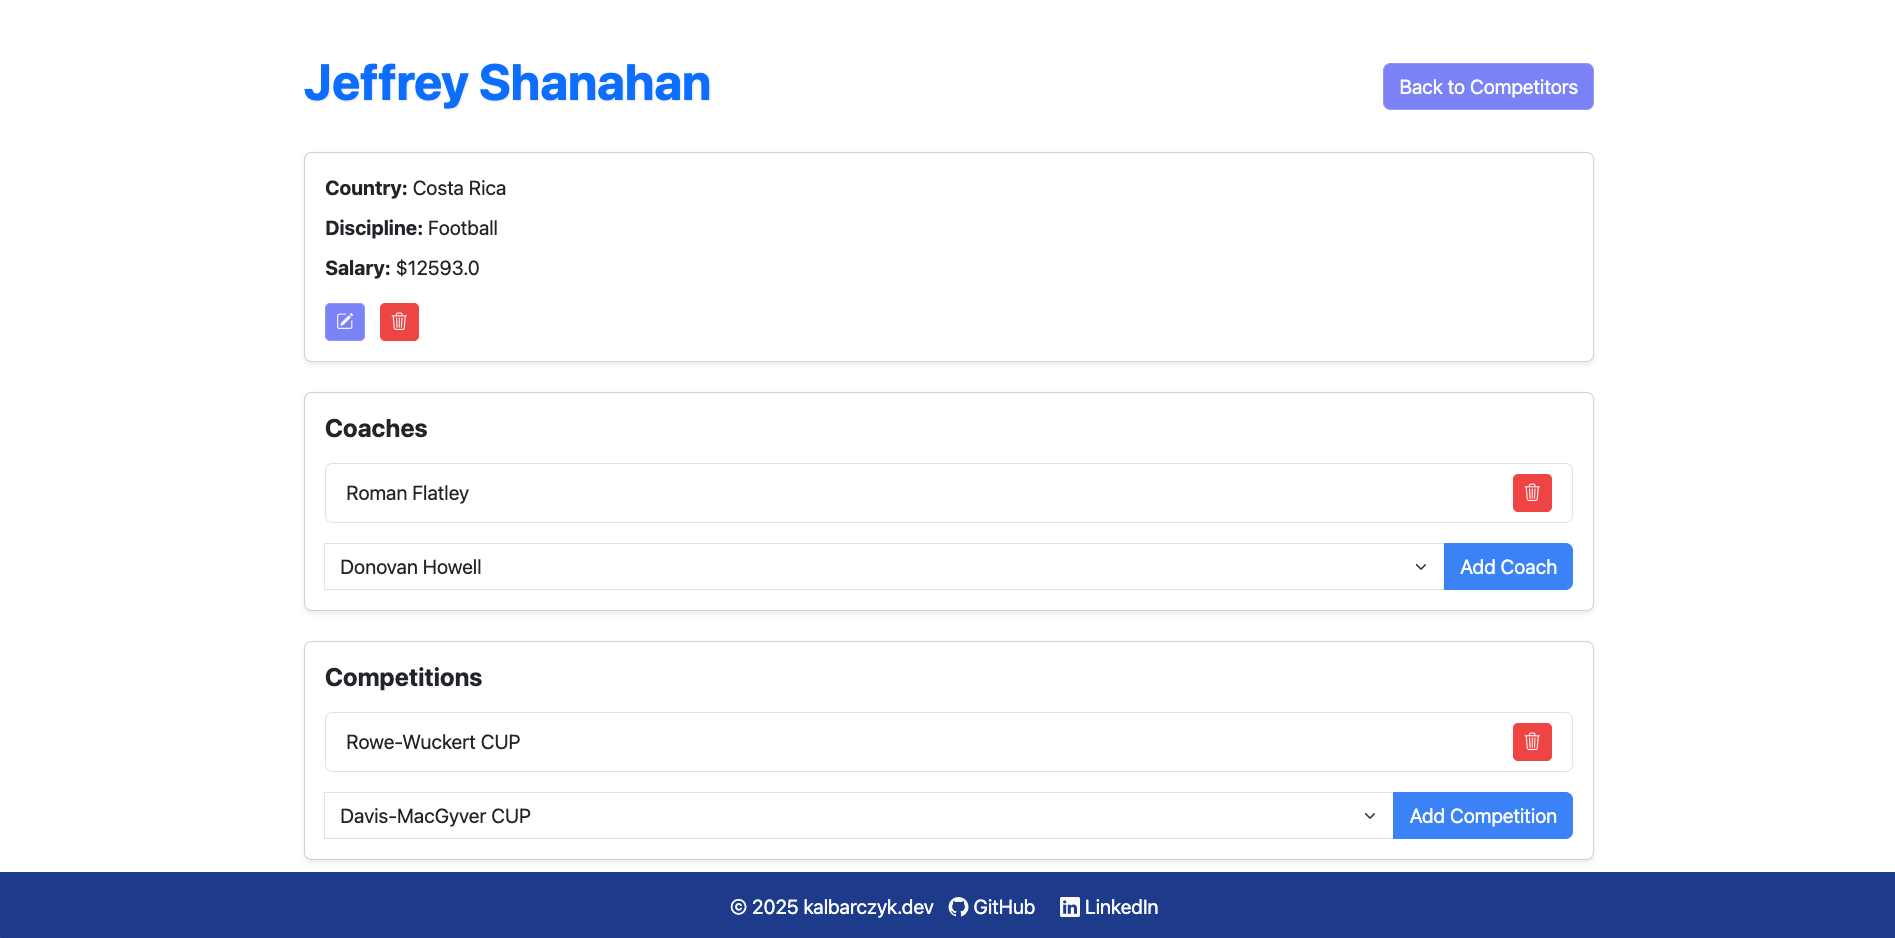 Jeffrey Shanahan
Back to Competitors
Country: Costa Rica
Discipline: Football
Salary: $12593.0
Coaches
Roman Flatley
Donovan Howell
Add Coach
Competitions
Rowe-Wuckert CUP
Davis-MacGyver CUP
Add Competition
© 2025 kalbarczyk.dev GitHub LinkedIn